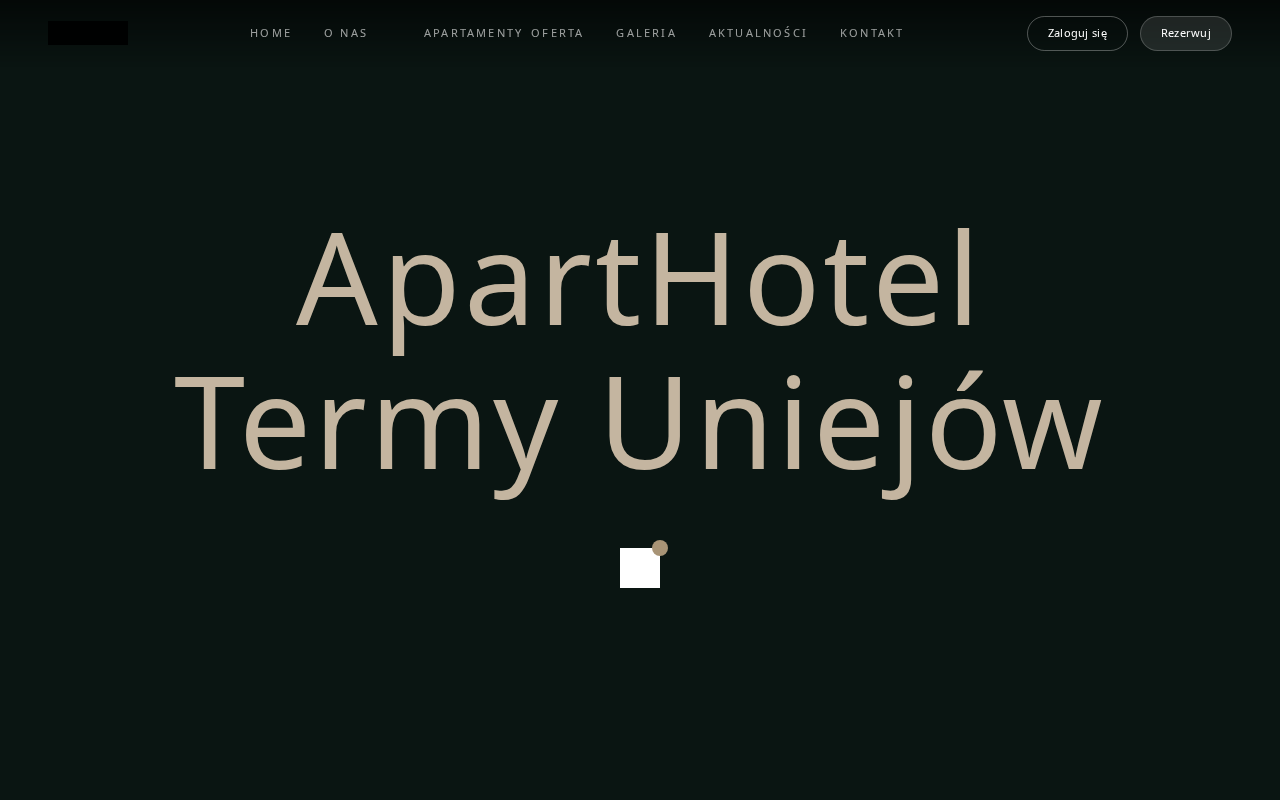 HOME O NAS APARTAMENTY OFERTA GALERIA AKTUALNOŚCI KONTAKT Zaloguj się Rezerwuj
ApartHotel
Termy Uniejów